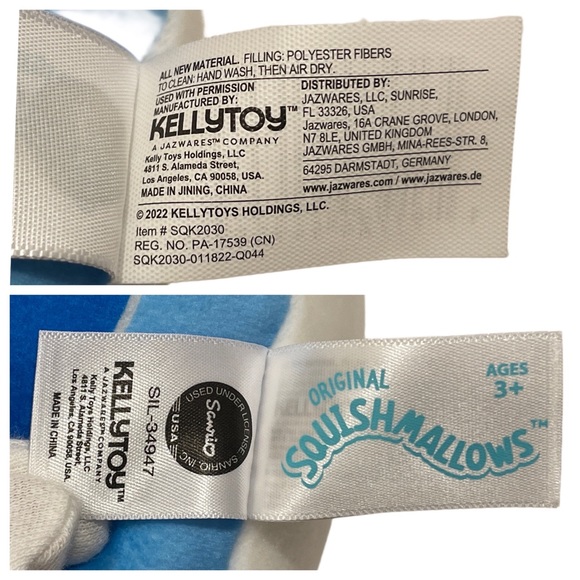 ALL NEW MATERIAL. FILLING: POLYESTER FIBERS
TO CLEAN: HAND WASH, THEN AIR DRY.
USED WITH PERMISSION
MANUFACTURED BY:
KELLYTOY™
A JAZWARES™ COMPANY
Kelly Toys Holdings, LLC
4811 S. Alameda Street,
Los Angeles, CA 90058, USA.
MADE IN JINING, CHINA
DISTRIBUTED BY:
JAZWARES, LLC, SUNRISE,
FL 33326, USA
Jazwares, 16A CRANE GROVE, LONDON,
N7 8LE, UNITED KINGDOM
JAZWARES GMBH, MINA-REES-STR. 8,
64295 DARMSTADT, GERMANY
www.jazwares.com / www.jazwares.de
© 2022 KELLYTOYS HOLDINGS, LLC.
Item # SQK2030
REG. NO. PA-17539 (CN)
SQK2030-011822-Q044
KELLYTOY™
A JAZWARES™ COMPANY
Kelly Toys Holdings, LLC
4811 S. Alameda Street,
Los Angeles, CA 90058, USA.
MADE IN CHINA
SIL-34947
USED UNDER LICENSE
Sanrio
SANRIO, INC.
USA
ORIGINAL
SQUISHMALLOWS™
AGES
3+